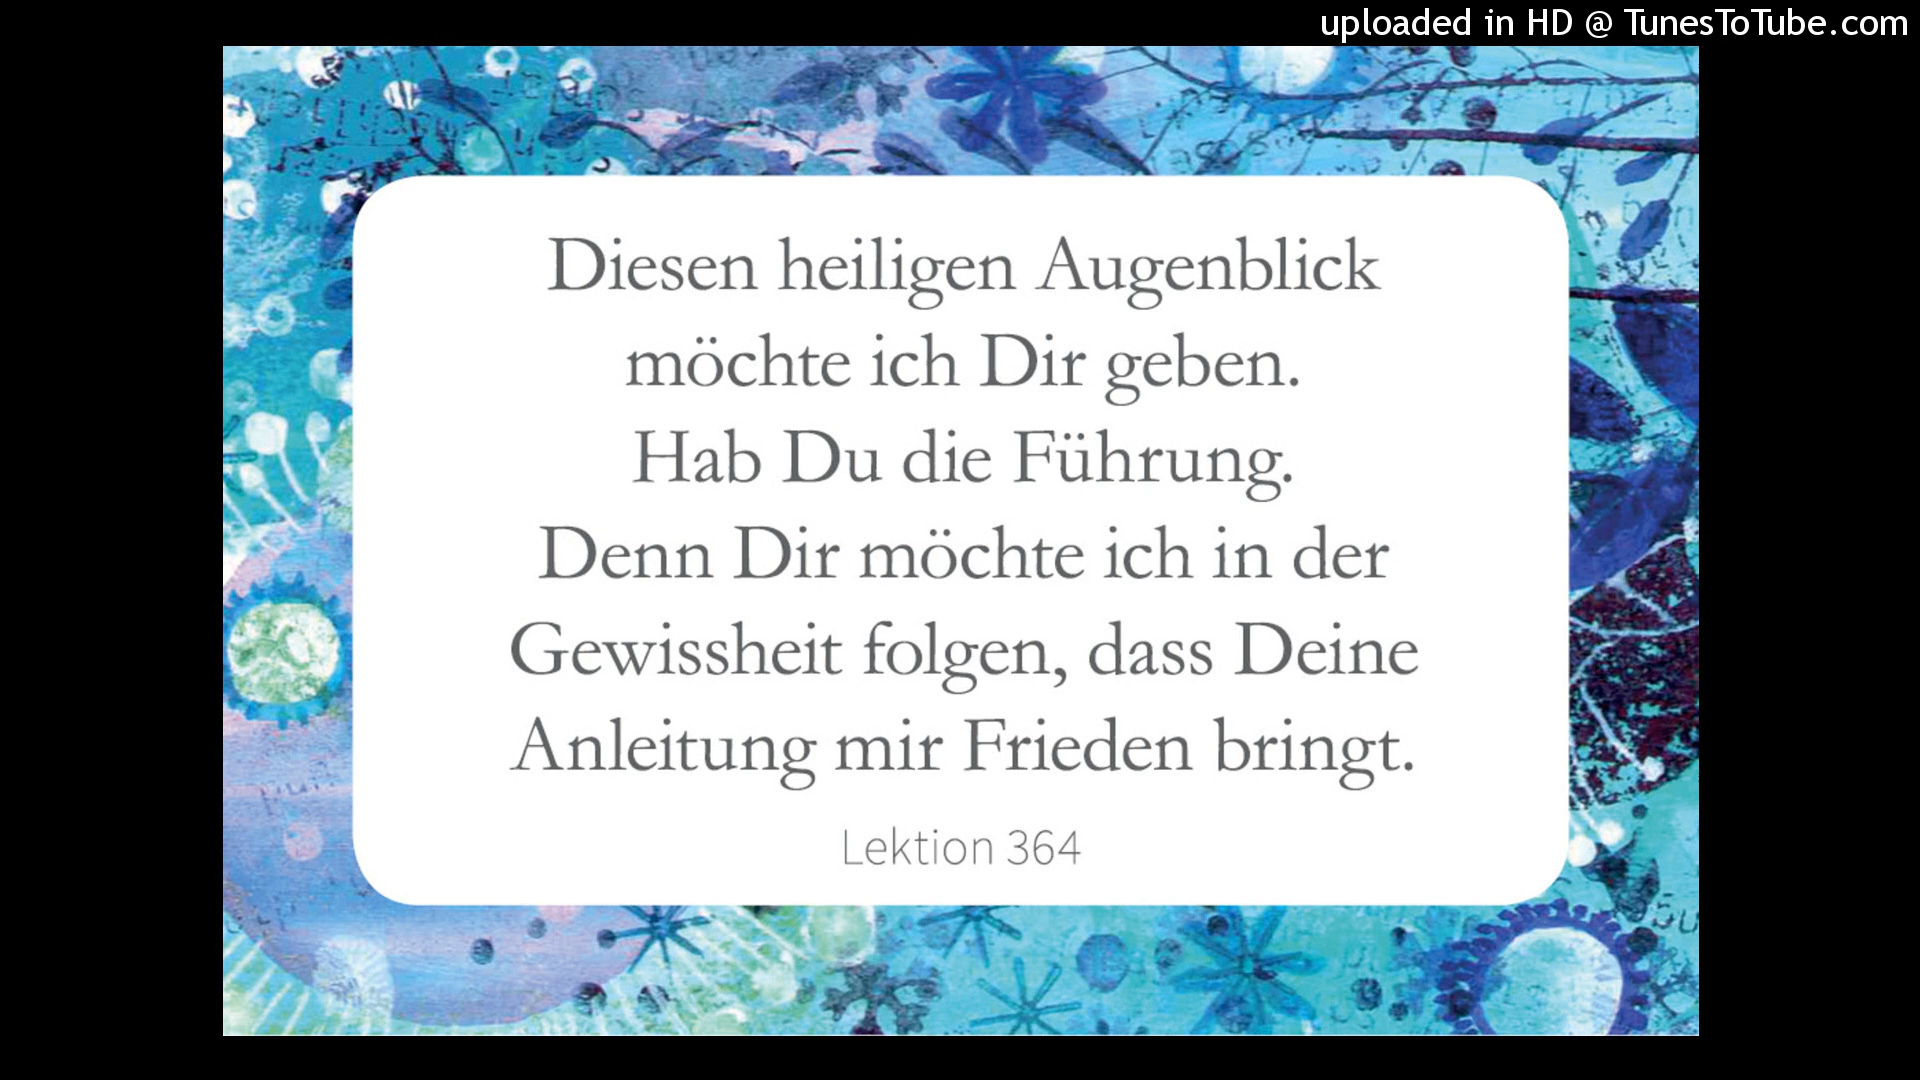 uploaded in HD @ TunesToTube.com
Diesen heiligen Augenblick
möchte ich Dir geben.
Hab Du die Führung.
Denn Dir möchte ich in der
Gewissheit folgen, dass Deine
Anleitung mir Frieden bringt.
Lektion 364